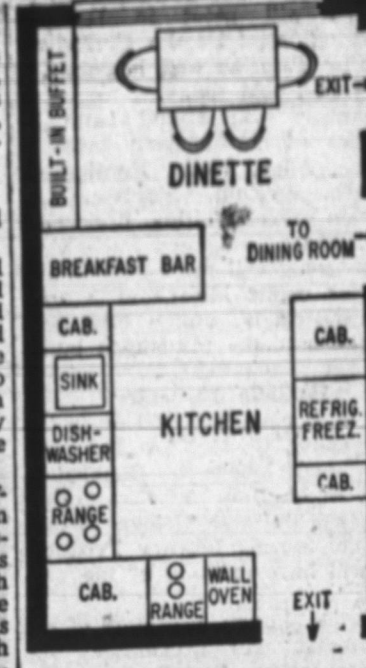 BUILT-IN BUFFET
EXIT
DINETTE
TO
DINING ROOM
BREAKFAST BAR
CAB.
CAB.
SINK
KITCHEN
REFRIG.
FREEZ.
DISH-
WASHER
CAB.
RANGE
CAB.
RANGE
WALL
OVEN
EXIT